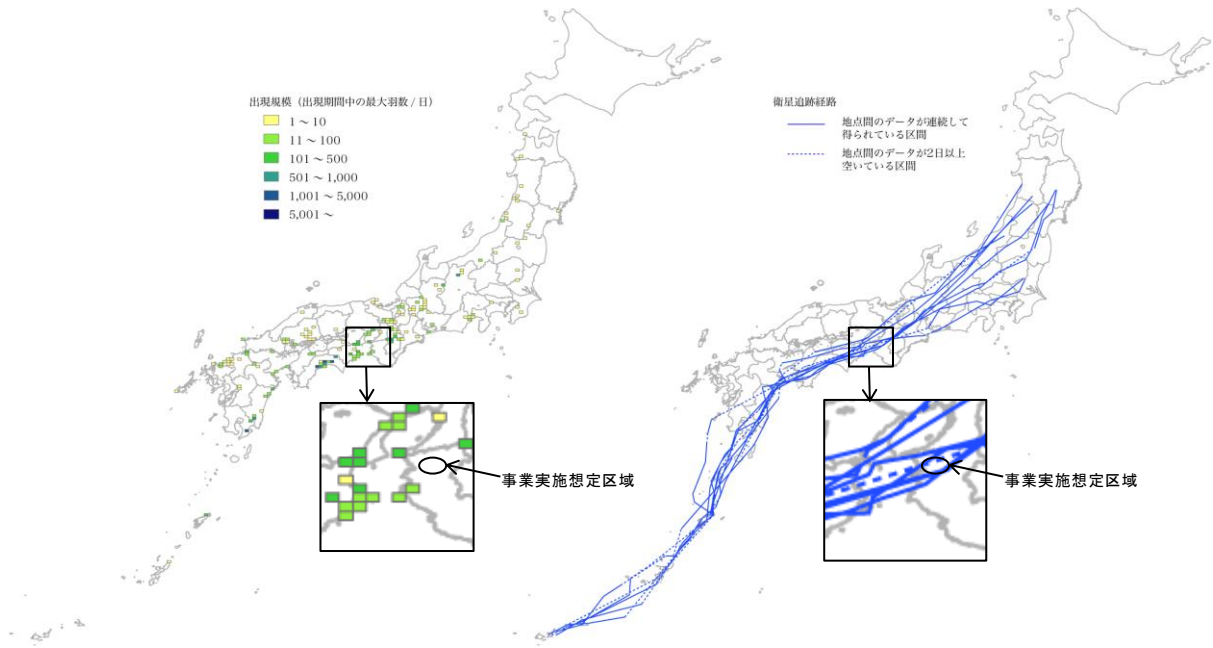 出現規模（出現期間中の最大羽数 / 日）
1 ～ 10
11 ～ 100
101 ～ 500
501 ～ 1,000
1,001 ～ 5,000
5,001 ～
事業実施想定区域
衛星追跡経路
地点間のデータが連続して
得られている区間
地点間のデータが2日以上
空いている区間
事業実施想定区域